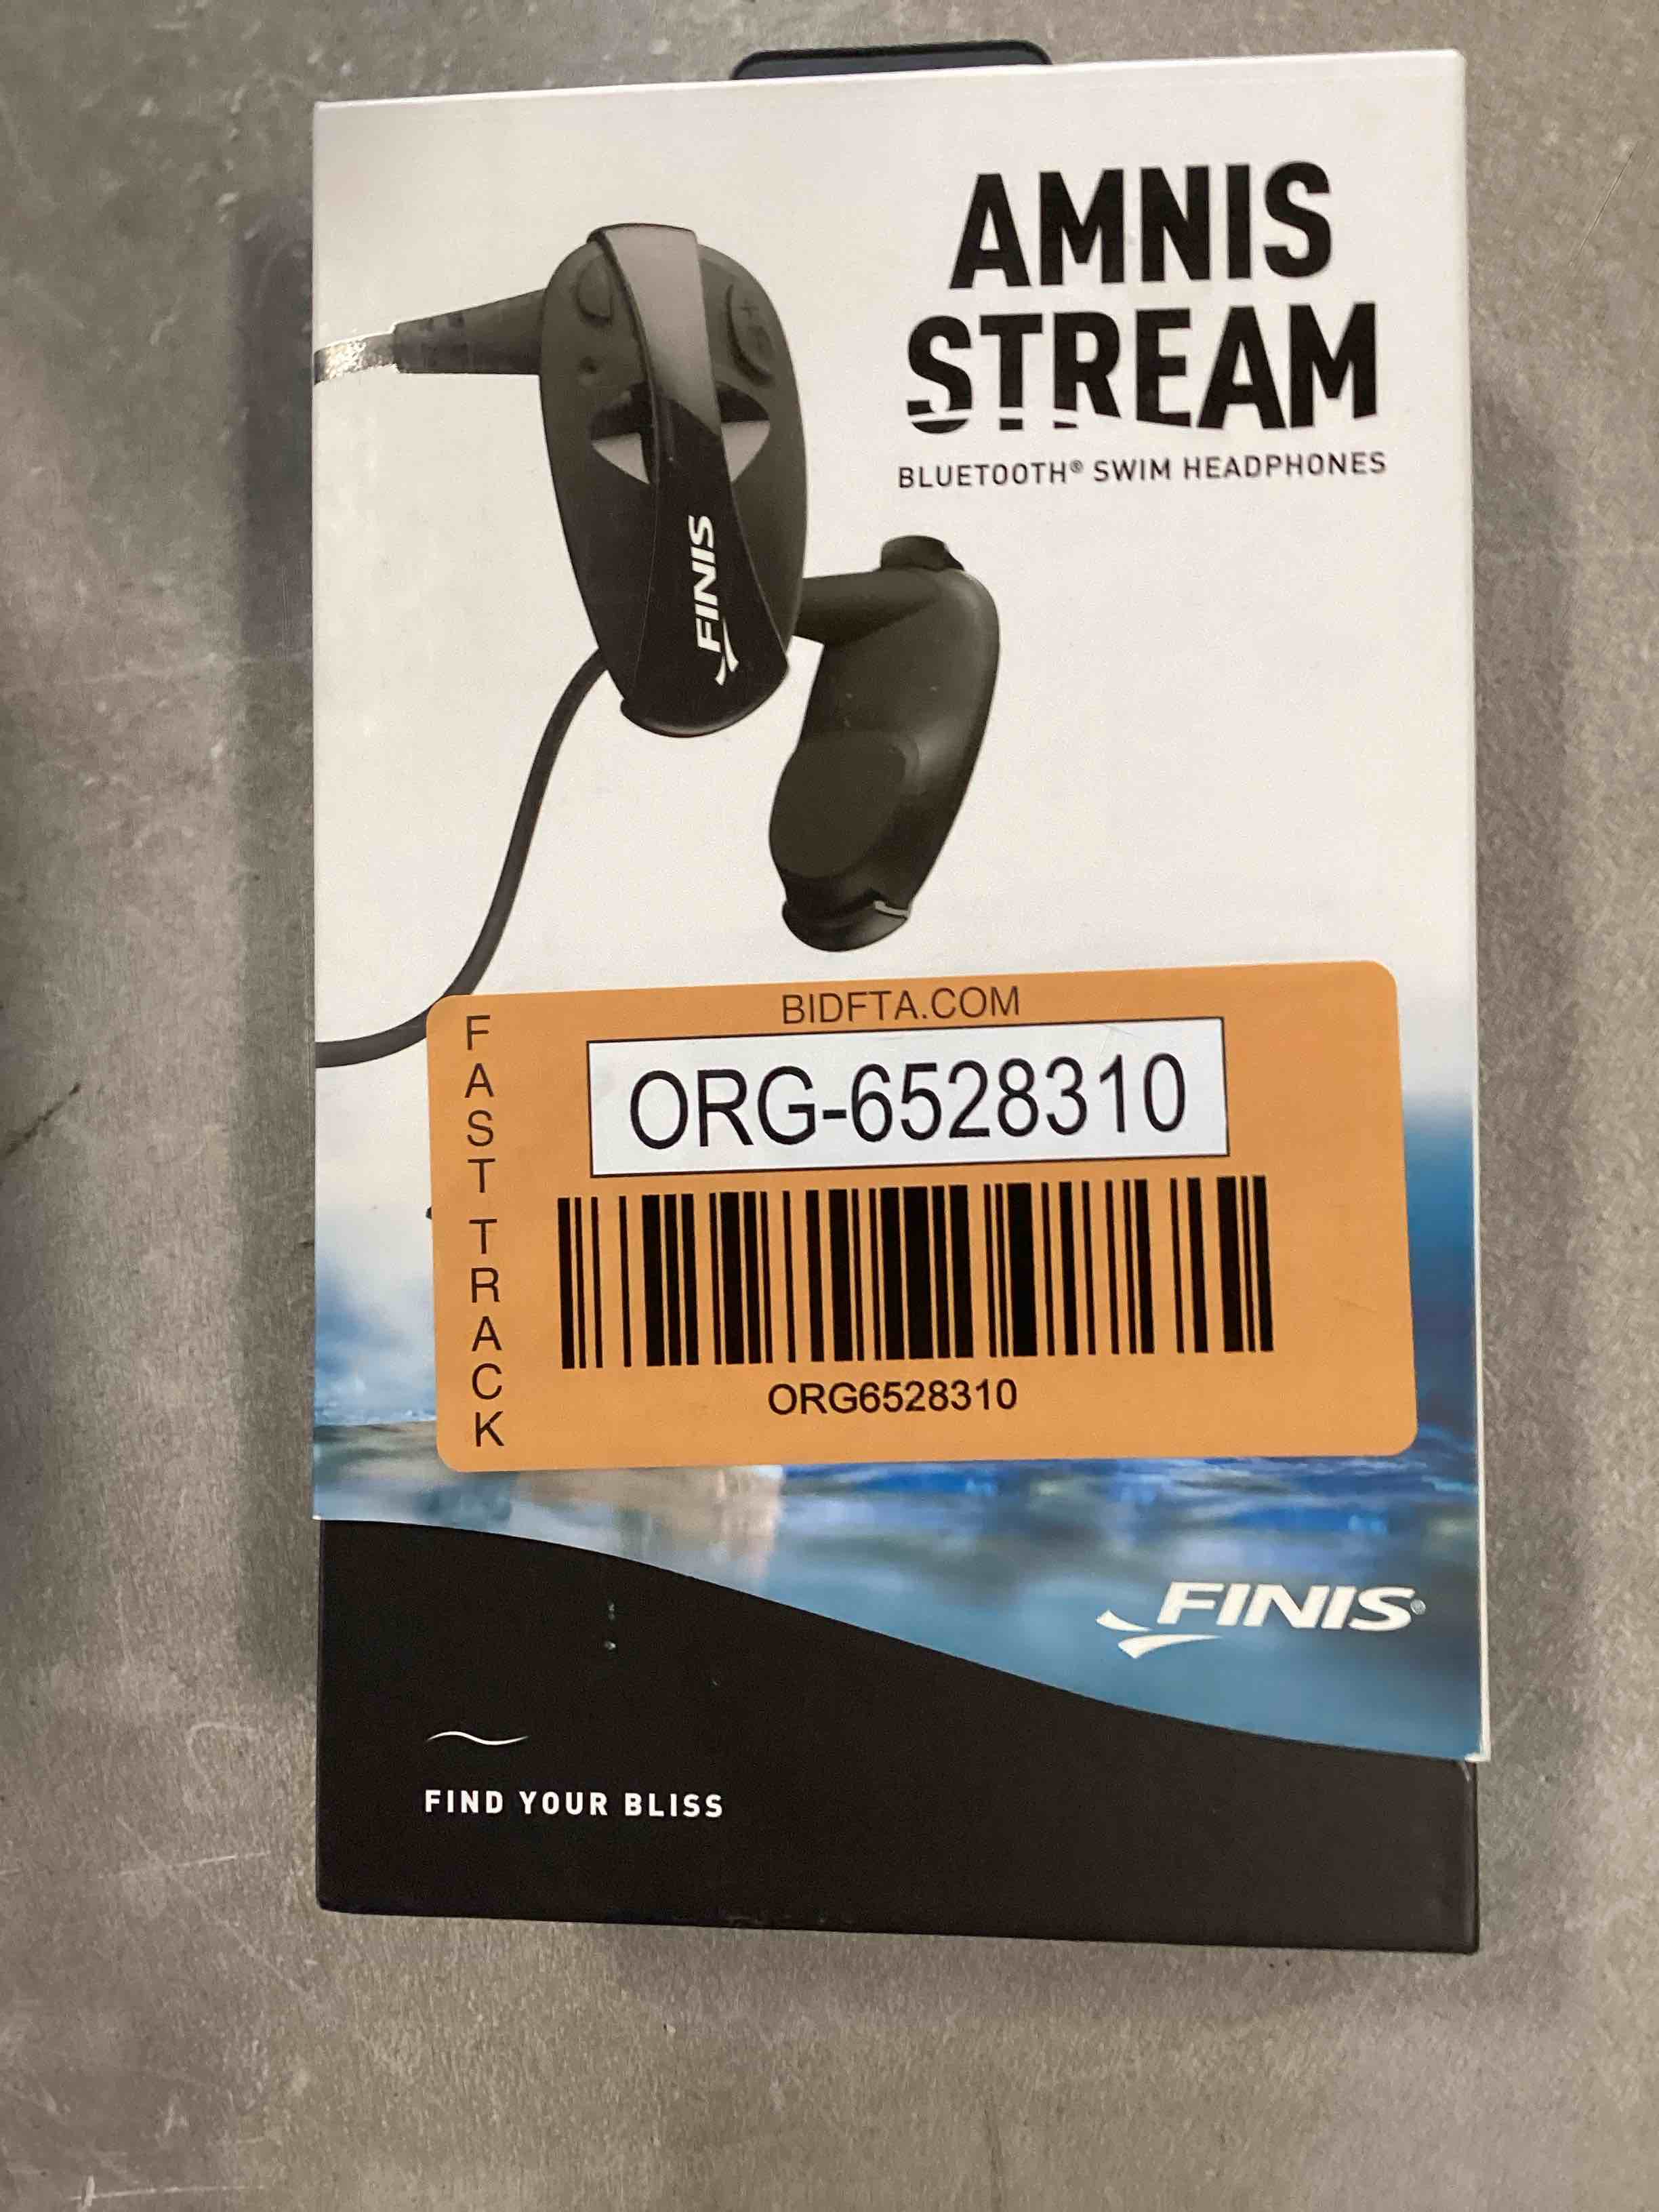 AMNIS
STREAM
BLUETOOTH® SWIM HEADPHONES
FINIS
BIDFTA.COM
FAST TRACK
ORG-6528310
ORG6528310
FINIS®
FIND YOUR BLISS